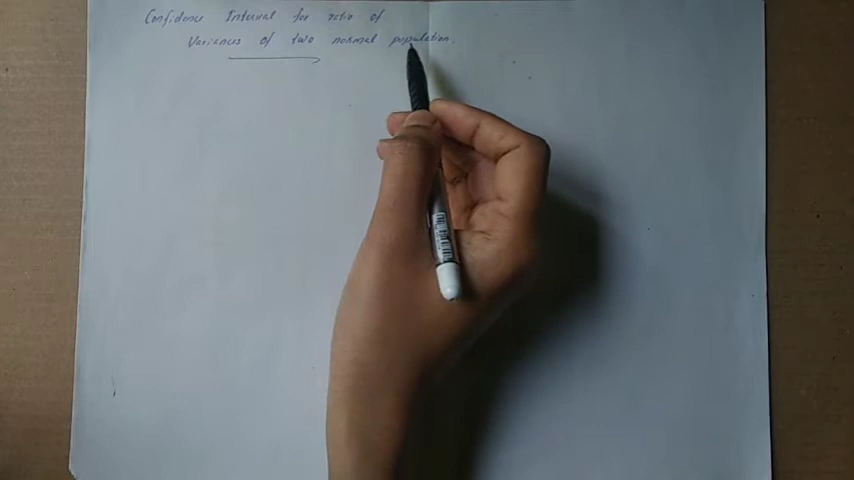 Confidence Interval for ratio of
Variances of two normal population.